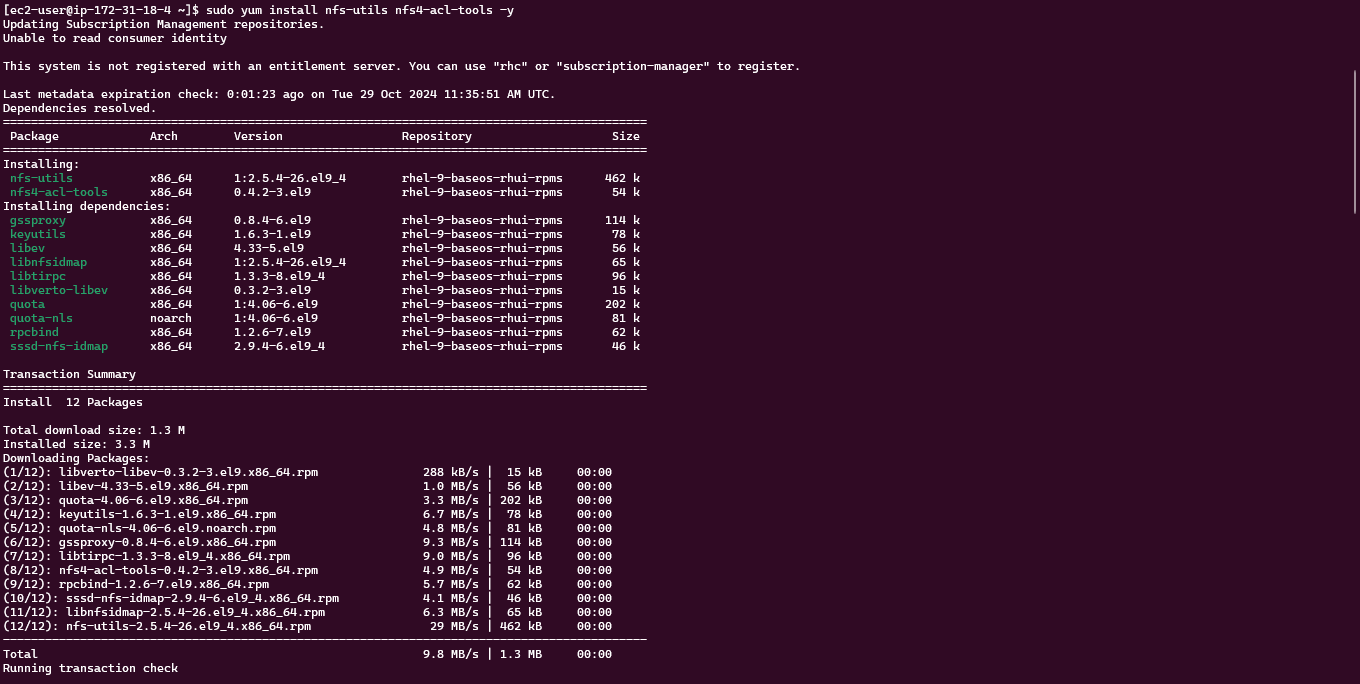 [ec2-user@ip-172-31-18-4 ~]$ sudo yum install nfs-utils nfs4-acl-tools -y
Updating Subscription Management repositories.
Unable to read consumer identity

This system is not registered with an entitlement server. You can use "rhc" or "subscription-manager" to register.

Last metadata expiration check: 0:01:23 ago on Tue 29 Oct 2024 11:35:51 AM UTC.
Dependencies resolved.
============================================================================================
 Package             Arch        Version                 Repository                    Size
============================================================================================
Installing:
 nfs-utils           x86_64      1:2.5.4-26.el9_4        rhel-9-baseos-rhui-rpms      462 k
 nfs4-acl-tools      x86_64      0.4.2-3.el9             rhel-9-baseos-rhui-rpms       54 k
Installing dependencies:
 gssproxy            x86_64      0.8.4-6.el9             rhel-9-baseos-rhui-rpms      114 k
 keyutils            x86_64      1.6.3-1.el9             rhel-9-baseos-rhui-rpms       78 k
 libev               x86_64      4.33-5.el9              rhel-9-baseos-rhui-rpms       56 k
 libnfsidmap         x86_64      1:2.5.4-26.el9_4        rhel-9-baseos-rhui-rpms       65 k
 libtirpc            x86_64      1.3.3-8.el9_4           rhel-9-baseos-rhui-rpms       96 k
 libverto-libev      x86_64      0.3.2-3.el9             rhel-9-baseos-rhui-rpms       15 k
 quota               x86_64      1:4.06-6.el9            rhel-9-baseos-rhui-rpms      202 k
 quota-nls           noarch      1:4.06-6.el9            rhel-9-baseos-rhui-rpms       81 k
 rpcbind             x86_64      1.2.6-7.el9             rhel-9-baseos-rhui-rpms       62 k
 sssd-nfs-idmap      x86_64      2.9.4-6.el9_4           rhel-9-baseos-rhui-rpms       46 k

Transaction Summary
============================================================================================
Install  12 Packages

Total download size: 1.3 M
Installed size: 3.3 M
Downloading Packages:
(1/12): libverto-libev-0.3.2-3.el9.x86_64.rpm               288 kB/s |  15 kB     00:00
(2/12): libev-4.33-5.el9.x86_64.rpm                         1.0 MB/s |  56 kB     00:00
(3/12): quota-4.06-6.el9.x86_64.rpm                         3.3 MB/s | 202 kB     00:00
(4/12): keyutils-1.6.3-1.el9.x86_64.rpm                     6.7 MB/s |  78 kB     00:00
(5/12): quota-nls-4.06-6.el9.noarch.rpm                     4.8 MB/s |  81 kB     00:00
(6/12): gssproxy-0.8.4-6.el9.x86_64.rpm                     9.3 MB/s | 114 kB     00:00
(7/12): libtirpc-1.3.3-8.el9_4.x86_64.rpm                   9.0 MB/s |  96 kB     00:00
(8/12): nfs4-acl-tools-0.4.2-3.el9.x86_64.rpm               4.9 MB/s |  54 kB     00:00
(9/12): rpcbind-1.2.6-7.el9.x86_64.rpm                      5.7 MB/s |  62 kB     00:00
(10/12): sssd-nfs-idmap-2.9.4-6.el9_4.x86_64.rpm            4.1 MB/s |  46 kB     00:00
(11/12): libnfsidmap-2.5.4-26.el9_4.x86_64.rpm              6.3 MB/s |  65 kB     00:00
(12/12): nfs-utils-2.5.4-26.el9_4.x86_64.rpm                 29 MB/s | 462 kB     00:00
--------------------------------------------------------------------------------------------
Total                                                       9.8 MB/s | 1.3 MB     00:00
Running transaction check